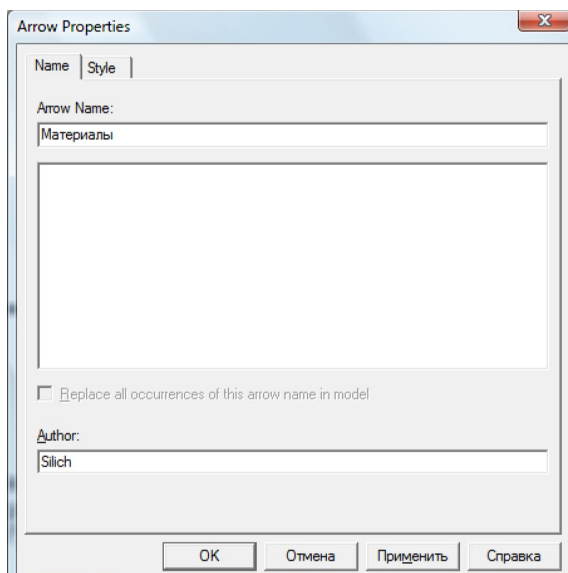 Arrow Properties
Name Style
Arrow Name:
Материалы
Replace all occurrences of this arrow name in model
Author:
Silich
OK Отмена Применить Справка